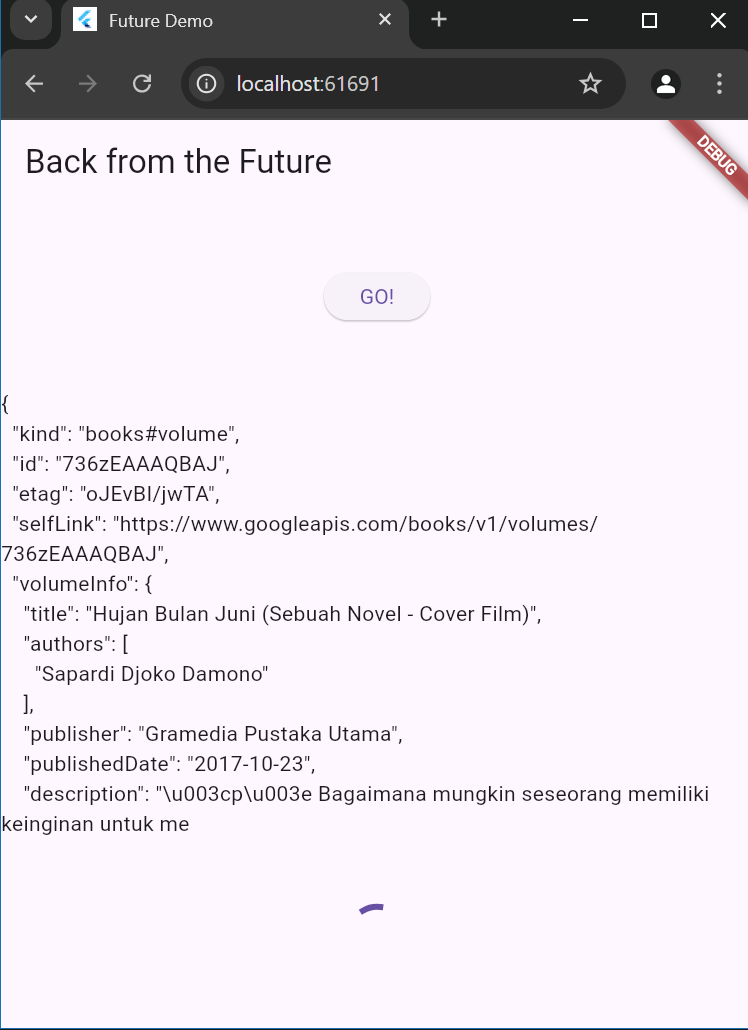 Future Demo
localhost:61691
DEBUG
Back from the Future
GO!
{
"kind": "books#volume",
"id": "736zEAAAQBAJ",
"etag": "oJEvBI/jwTA",
"selfLink": "https://www.googleapis.com/books/v1/volumes/
736zEAAAQBAJ",
"volumeInfo": {
"title": "Hujan Bulan Juni (Sebuah Novel - Cover Film)",
"authors": [
"Sapardi Djoko Damono"
],
"publisher": "Gramedia Pustaka Utama",
"publishedDate": "2017-10-23",
"description": "\u003cp\u003e Bagaimana mungkin seseorang memiliki
keinginan untuk me